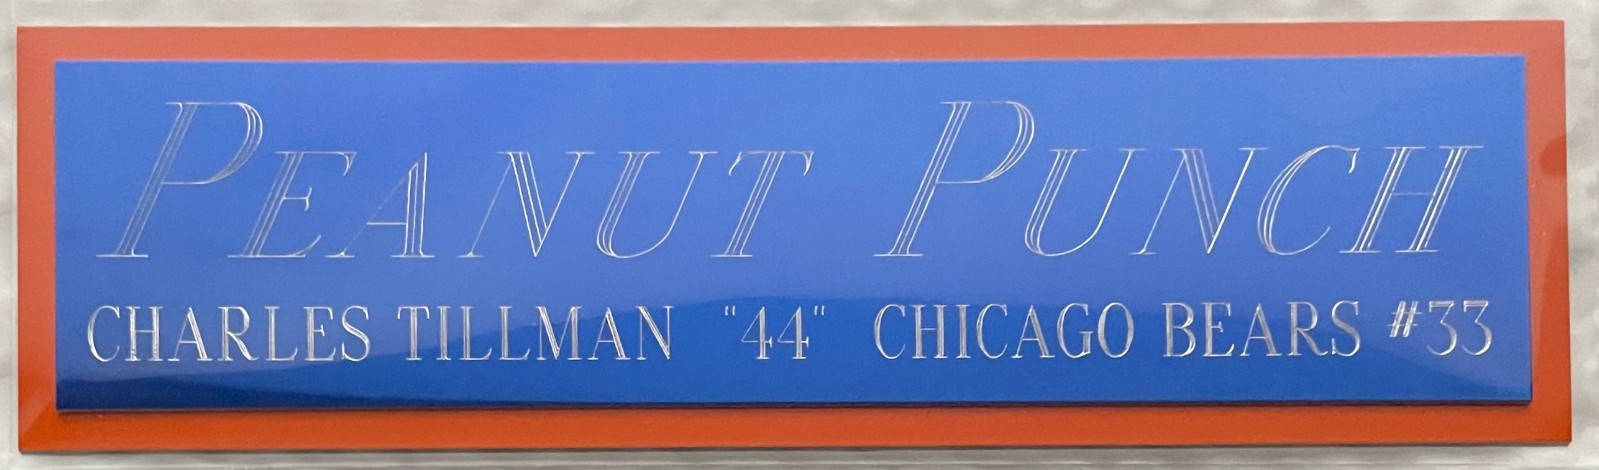 PEANUT PUNCH
CHARLES TILLMAN "44" CHICAGO BEARS #33